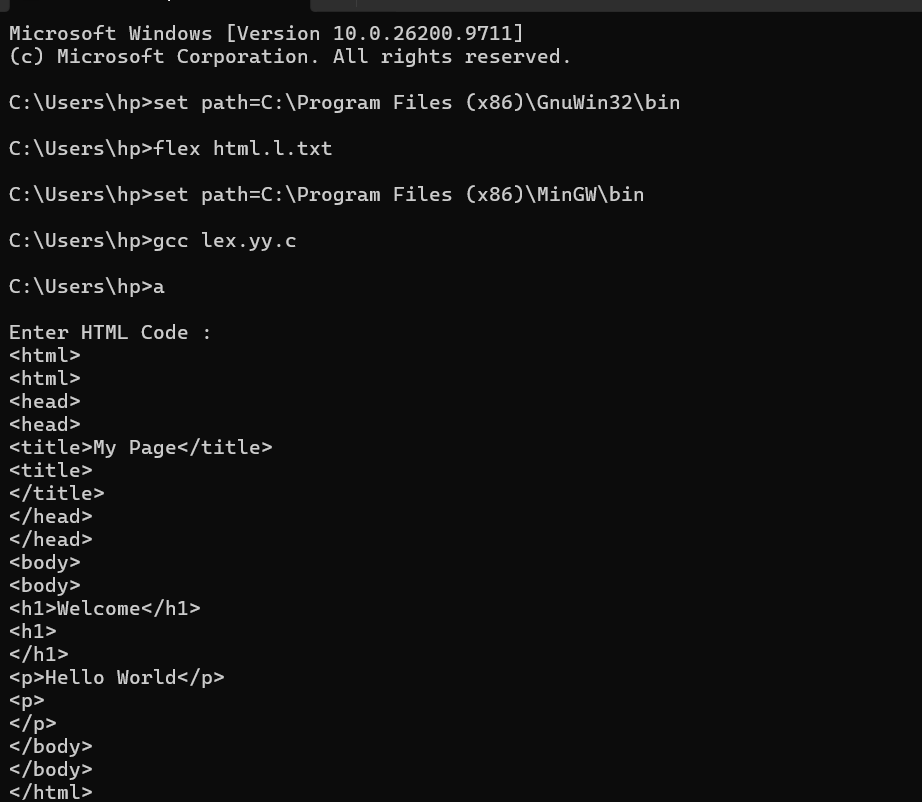 Microsoft Windows [Version 10.0.26200.9711]
(c) Microsoft Corporation. All rights reserved.
C:\Users\hp>set path=C:\Program Files (x86)\GnuWin32\bin
C:\Users\hp>flex html.l.txt
C:\Users\hp>set path=C:\Program Files (x86)\MinGW\bin
C:\Users\hp>gcc lex.yy.c
C:\Users\hp>a
Enter HTML Code :
<html>
<html>
<head>
<head>
<title>My Page</title>
<title>
</title>
</head>
</head>
<body>
<body>
<h1>Welcome</h1>
<h1>
</h1>
<p>Hello World</p>
<p>
</p>
</body>
</body>
</html>